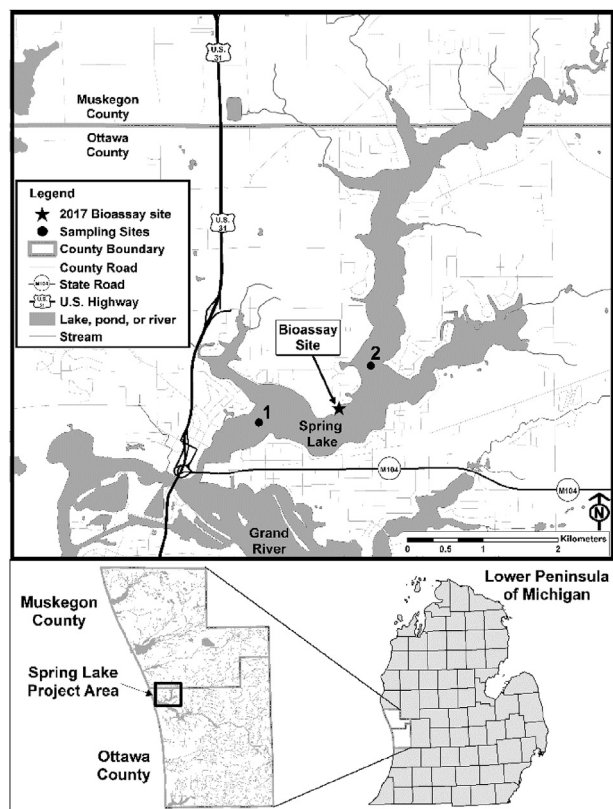 U.S.
31
Muskegon
County
Ottawa
County
Legend
2017 Bioassay site
Sampling Sites
County Boundary
County Road
M104
State Road
U.S.
31
U.S. Highway
Lake, pond, or river
Stream
U.S.
31
Bioassay
Site
2
1
Spring
Lake
M104
M104
Grand
River
N
0 0.5 1 2
Kilometers
Muskegon
County
Spring Lake
Project Area
Ottawa
County
Lower Peninsula
of Michigan